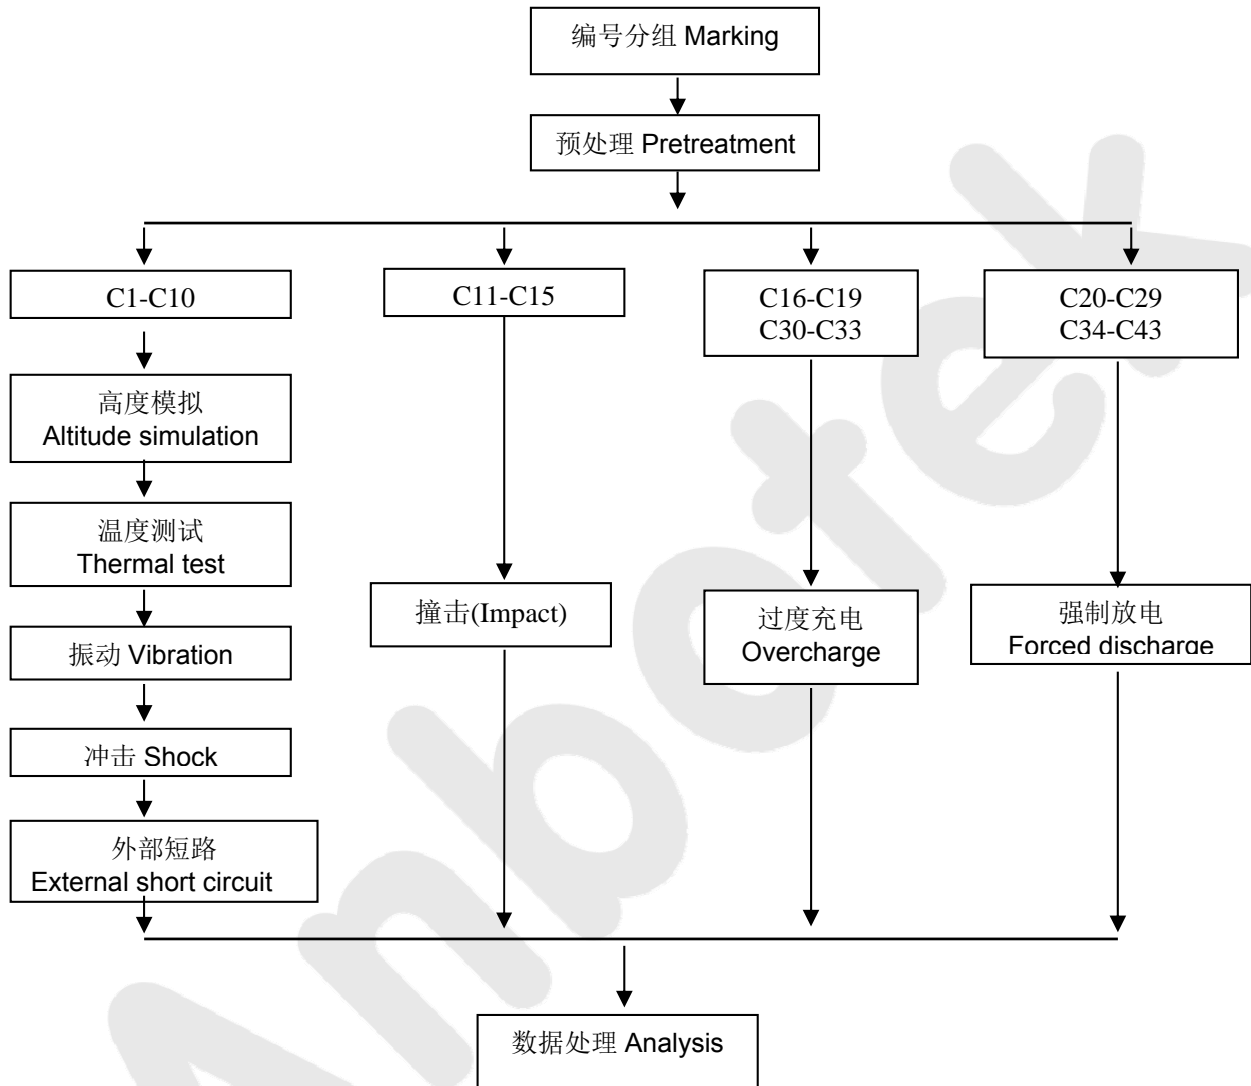 编号分组 Marking
预处理 Pretreatment
C1-C10
C11-C15
C16-C19
C30-C33
C20-C29
C34-C43
高度模拟
Altitude simulation
温度测试
Thermal test
振动 Vibration
冲击 Shock
外部短路
External short circuit
撞击(Impact)
过度充电
Overcharge
强制放电
Forced discharge
数据处理 Analysis
Anbotek